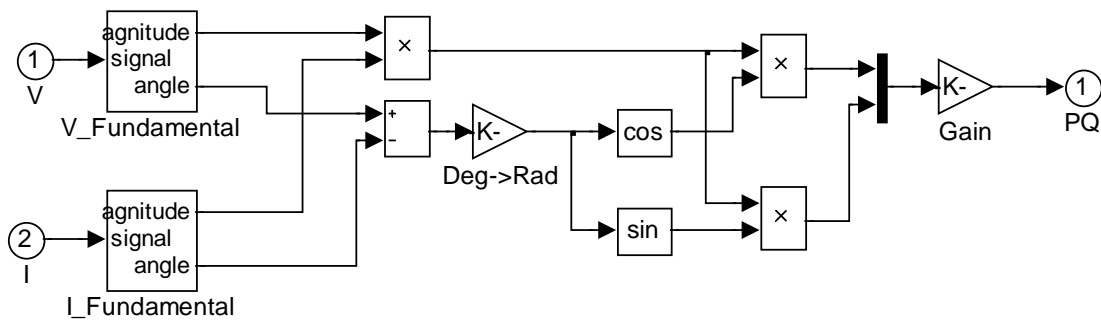 1
V
agnitude
signal
angle
V_Fundamental
2
I
agnitude
signal
angle
I_Fundamental
×
+
−
K-
Deg->Rad
cos
sin
×
×
K-
Gain
1
PQ